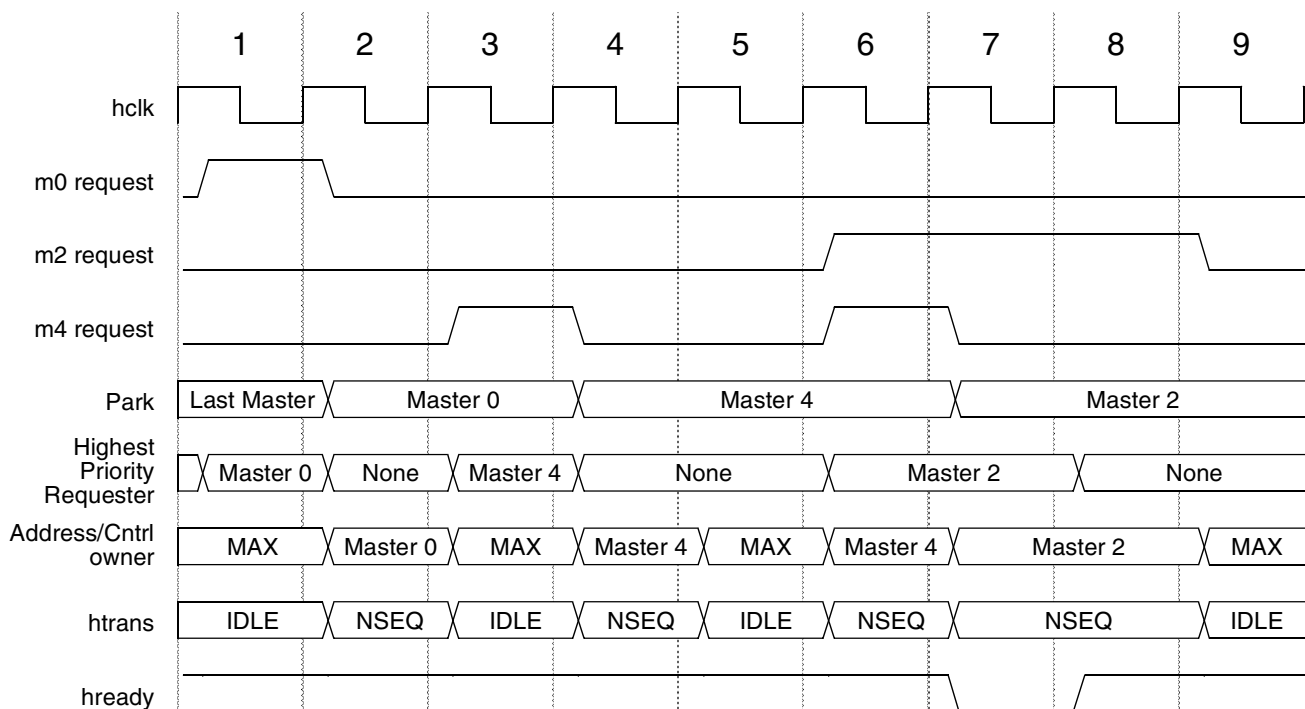 1 2 3 4 5 6 7 8 9
hclk
m0 request
m2 request
m4 request
Park Last Master Master 0 Master 4 Master 2
Highest
Priority
Requester
Master 0 None Master 4 None Master 2 None
Address/Cntrl
owner
MAX Master 0 MAX Master 4 MAX Master 4 Master 2 MAX
htrans IDLE NSEQ IDLE NSEQ IDLE NSEQ NSEQ IDLE
hready